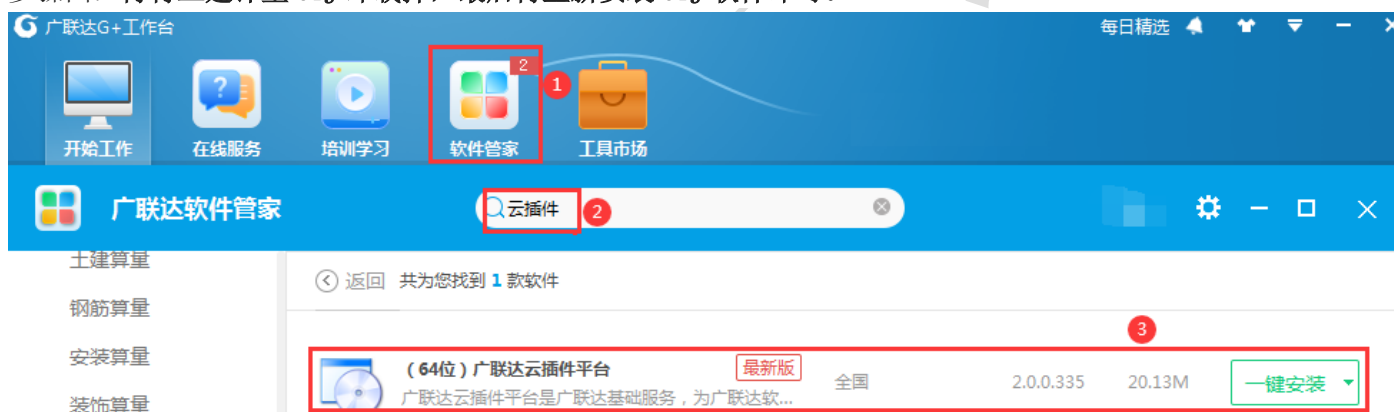 广联达G+工作台
每日精选
2
1
开始工作
在线服务
培训学习
软件管家
工具市场
广联达软件管家
云插件
2
土建算量
返回 共为您找到 1 款软件
钢筋算量
3
安装算量
（64位）广联达云插件平台
最新版
全国
2.0.0.335
20.13M
一键安装
广联达云插件平台是广联达基础服务，为广联达软...
装饰算量